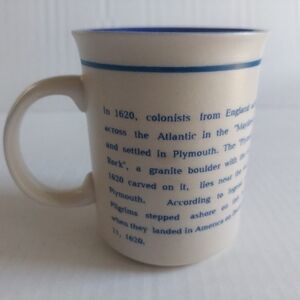 In 1620, colonists from England
across the Atlantic in the "
and settled in Plymouth. The
Rock", a granite boulder with the
1620 carved on it, lies near the
Plymouth. According to
Pilgrims stepped ashore on
when they landed in America on
1620.